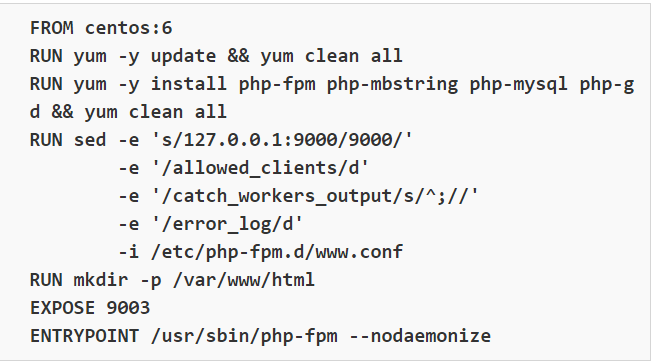 FROM centos:6
RUN yum -y update && yum clean all
RUN yum -y install php-fpm php-mbstring php-mysql php-g
d && yum clean all
RUN sed -e 's/127.0.0.1:9000/9000/'
        -e '/allowed_clients/d'
        -e '/catch_workers_output/s/^;//'
        -e '/error_log/d'
        -i /etc/php-fpm.d/www.conf
RUN mkdir -p /var/www/html
EXPOSE 9003
ENTRYPOINT /usr/sbin/php-fpm --nodaemonize